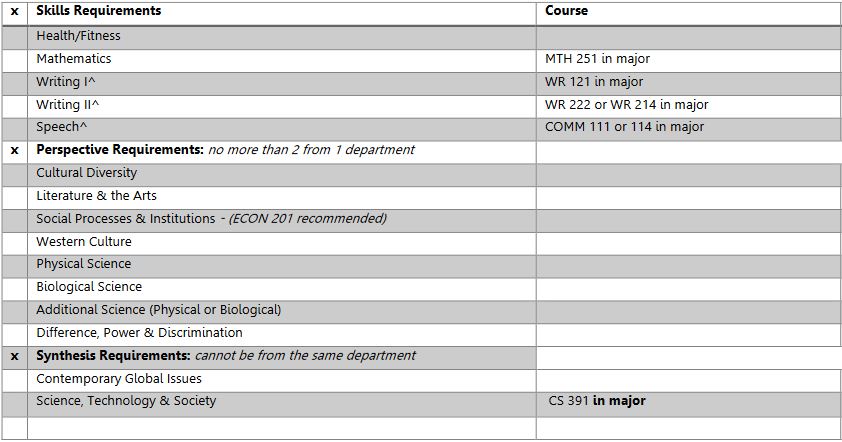 x Skills Requirements Course
Health/Fitness
Mathematics MTH 251 in major
Writing I^ WR 121 in major
Writing II^ WR 222 or WR 214 in major
Speech^ COMM 111 or 114 in major
x Perspective Requirements: no more than 2 from 1 department
Cultural Diversity
Literature & the Arts
Social Processes & Institutions - (ECON 201 recommended)
Western Culture
Physical Science
Biological Science
Additional Science (Physical or Biological)
Difference, Power & Discrimination
x Synthesis Requirements: cannot be from the same department
Contemporary Global Issues
Science, Technology & Society CS 391 in major